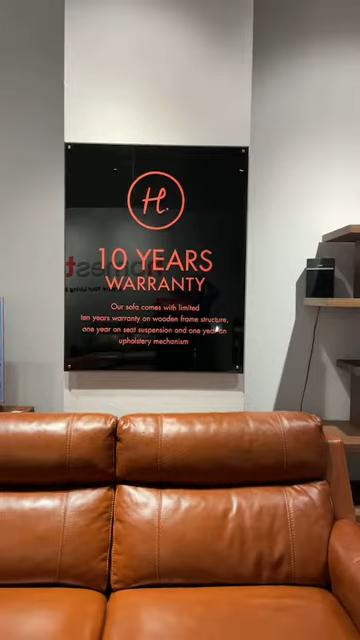 H.
10 YEARS
WARRANTY
Our sofa comes with limited
ten years warranty on wooden frame structure,
one year on seat suspension and one year on
upholstery mechanism